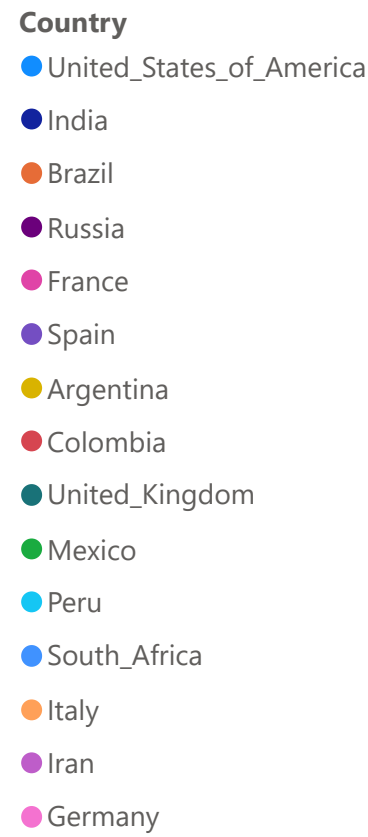 Country
United_States_of_America
India
Brazil
Russia
France
Spain
Argentina
Colombia
United_Kingdom
Mexico
Peru
South_Africa
Italy
Iran
Germany